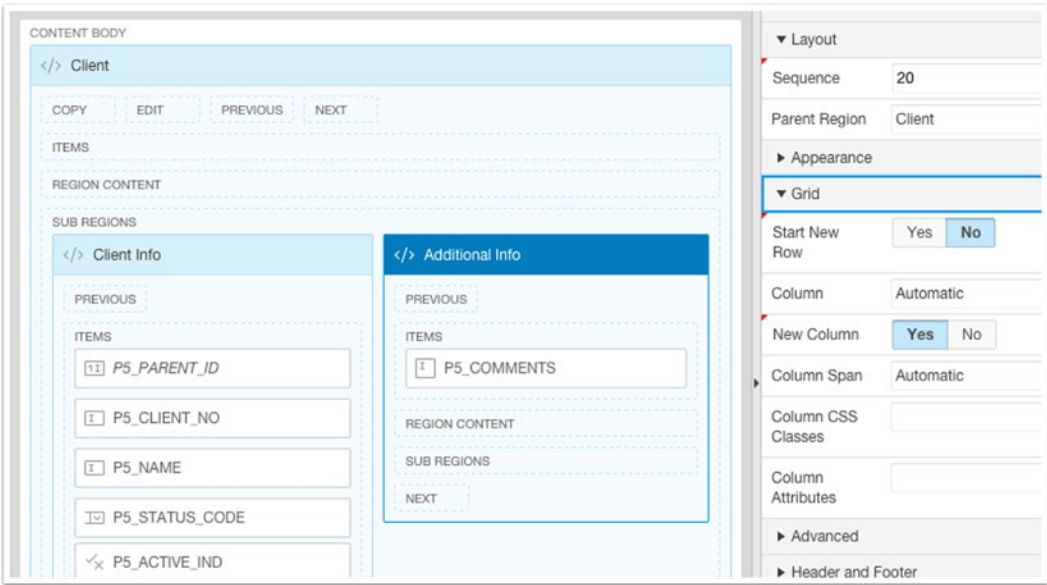 CONTENT BODY
</> Client
COPY EDIT PREVIOUS NEXT
ITEMS
REGION CONTENT
SUB REGIONS
</> Client Info
PREVIOUS
ITEMS
P5_PARENT_ID
P5_CLIENT_NO
P5_NAME
P5_STATUS_CODE
P5_ACTIVE_IND
</> Additional Info
PREVIOUS
ITEMS
P5_COMMENTS
REGION CONTENT
SUB REGIONS
NEXT
Layout
Sequence 20
Parent Region Client
Appearance
Grid
Start New
Row
Yes No
Column Automatic
New Column Yes No
Column Span Automatic
Column CSS
Classes
Column
Attributes
Advanced
Header and Footer